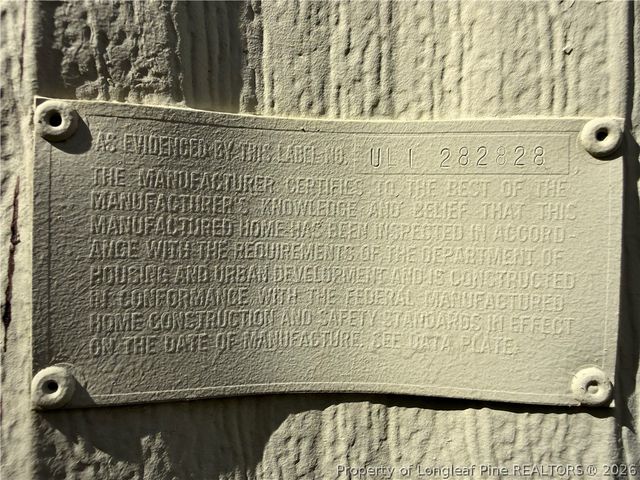 AS EVIDENCED BY THIS LABEL NO. ULI 282828
THE MANUFACTURER CERTIFIES TO THE BEST OF THE
MANUFACTURER'S KNOWLEDGE AND BELIEF THAT THIS
MANUFACTURED HOME HAS BEEN INSPECTED IN ACCORD-
ANCE WITH THE REQUIREMENTS OF THE DEPARTMENT OF
HOUSING AND URBAN DEVELOPMENT AND IS CONSTRUCTED
IN CONFORMANCE WITH THE FEDERAL MANUFACTURED
HOME CONSTRUCTION AND SAFETY STANDARDS IN EFFECT
ON THE DATE OF MANUFACTURE. SEE DATA PLATE.
Property of Longleaf Pine REALTORS® 2026